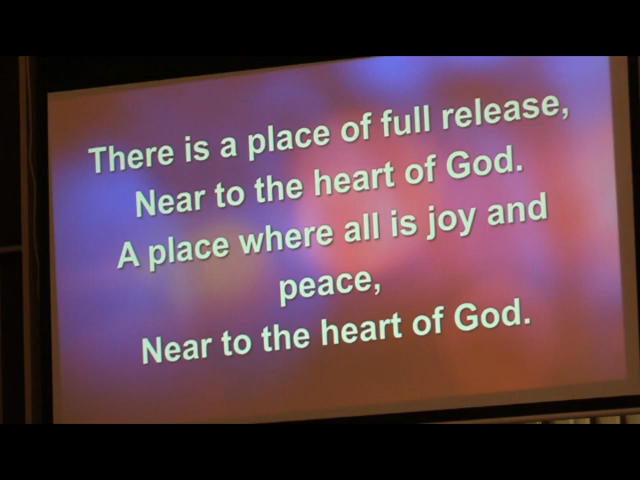 There is a place of full release,
Near to the heart of God.
A place where all is joy and
peace,
Near to the heart of God.